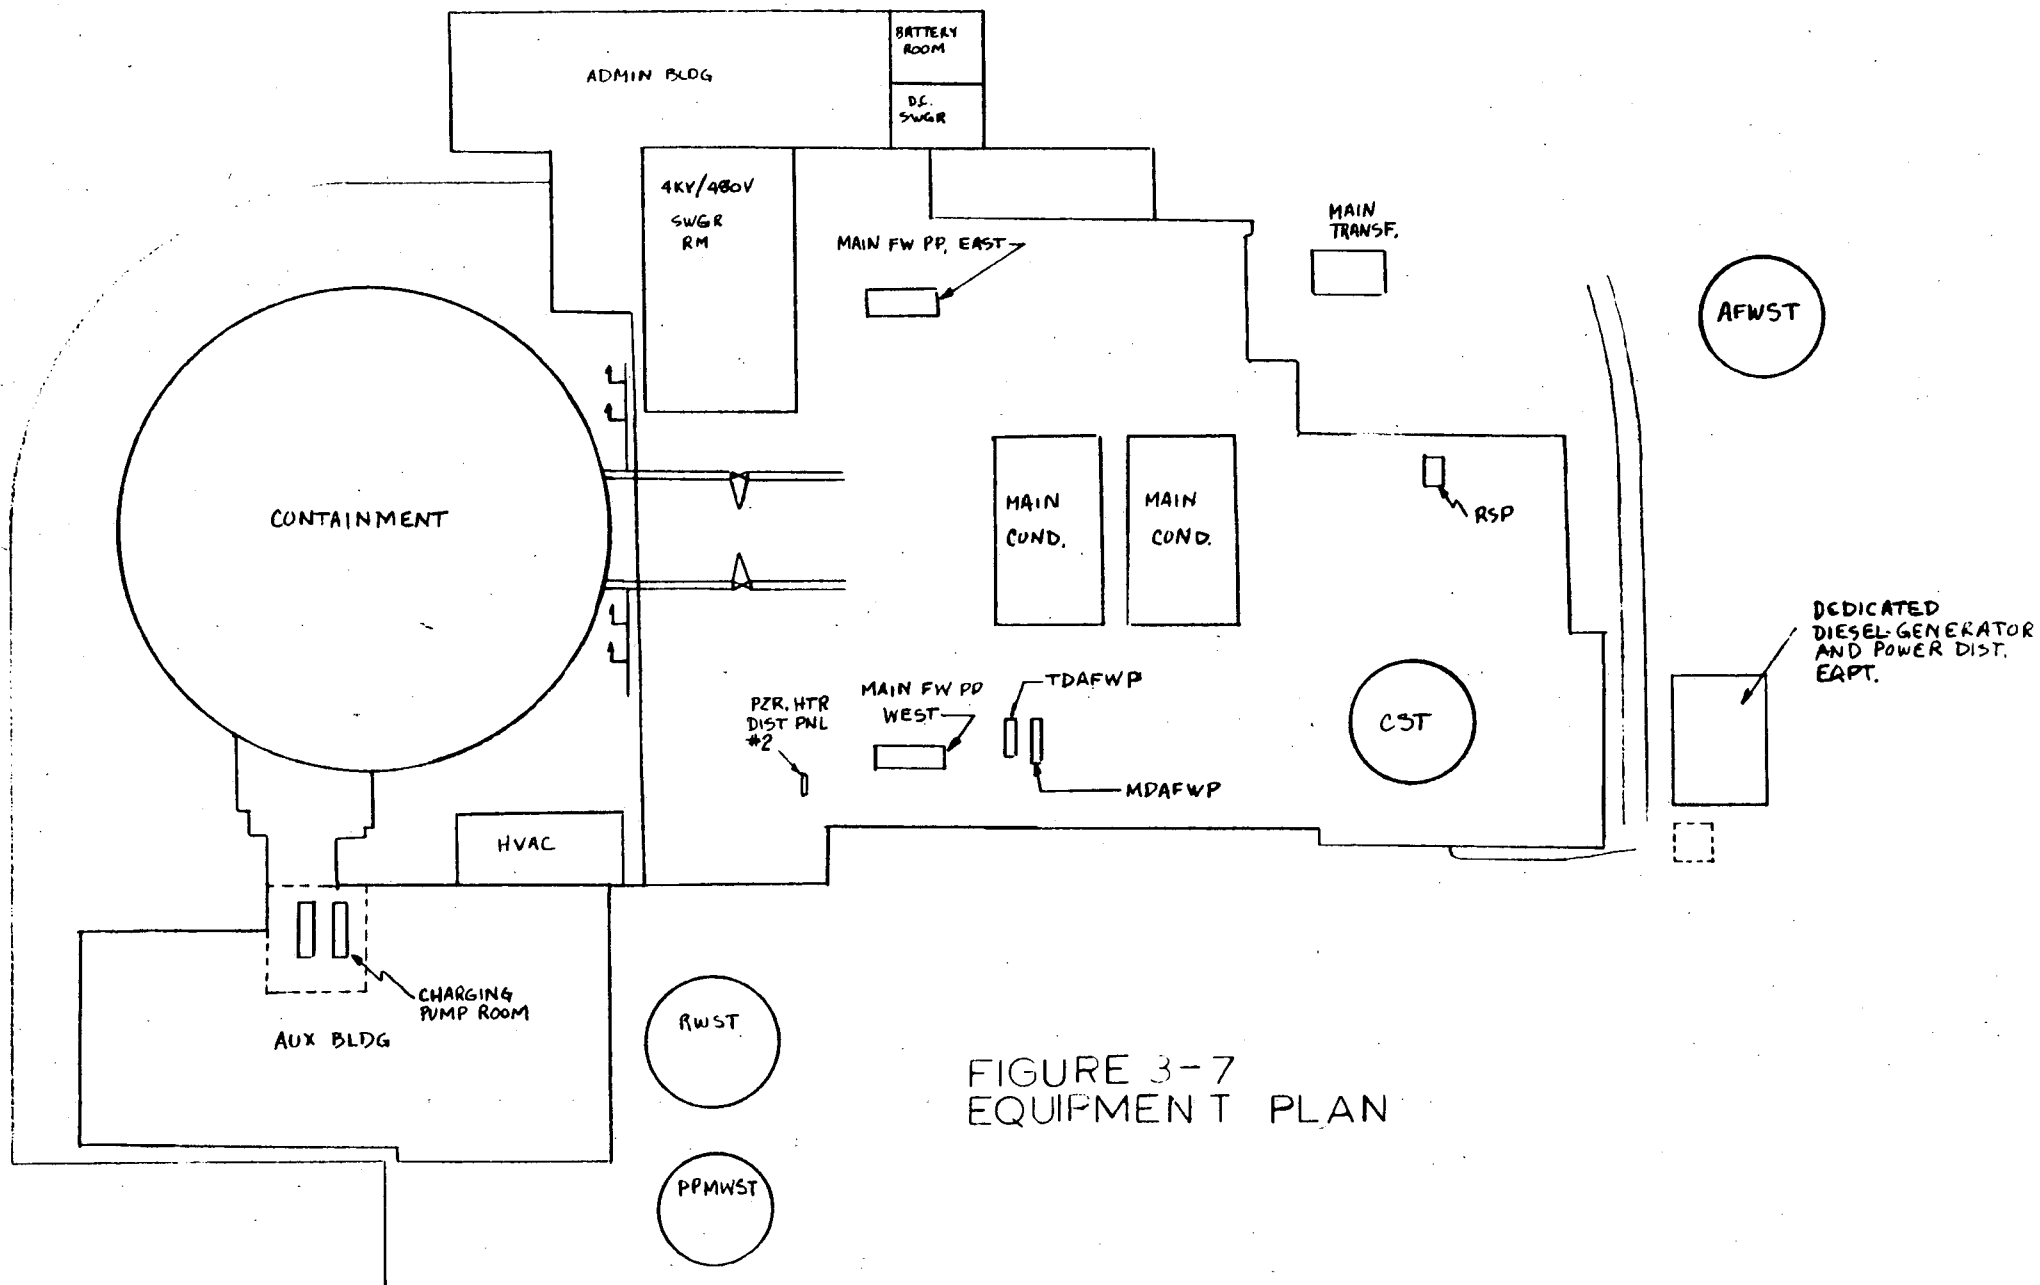 BATTERY
ROOM
ADMIN BLDG
D.C.
SWGR
4KV/480V
SWGR
RM
MAIN FW PP, EAST
MAIN
TRANSF.
AFWST
CONTAINMENT
MAIN
COND.
MAIN
COND.
RSP
DEDICATED
DIESEL-GENERATOR
AND POWER DIST.
EQPT.
TDAFWP
MAIN FW PP
WEST
PZR. HTR
DIST PNL
#2
CST
MDAFWP
HVAC
CHARGING
PUMP ROOM
AUX BLDG
RWST
FIGURE 3-7
EQUIPMENT PLAN
PPMWST